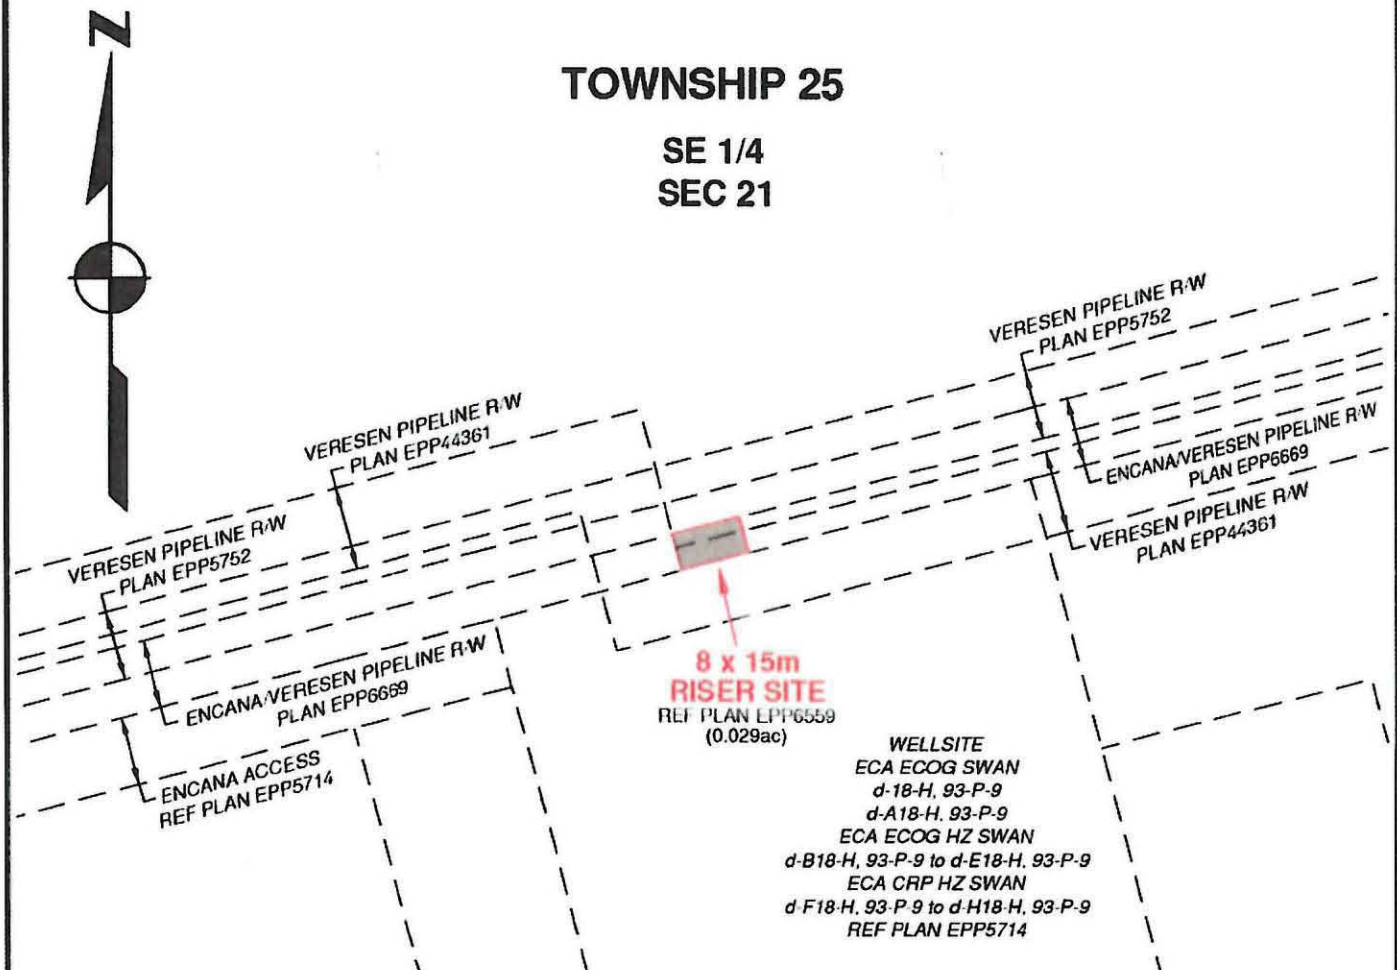 N
TOWNSHIP 25
SE 1/4
SEC 21
VERESEN PIPELINE R/W
PLAN EPP5752
VERESEN PIPELINE R/W
PLAN EPP44361
ENCANA/VERESEN PIPELINE R/W
PLAN EPP6669
VERESEN PIPELINE R/W
PLAN EPP44361
VERESEN PIPELINE R/W
PLAN EPP5752
ENCANA/VERESEN PIPELINE R/W
PLAN EPP6669
ENCANA ACCESS
REF PLAN EPP5714
8 x 15m
RISER SITE
REF PLAN EPP6559
(0.029ac)
WELLSITE
ECA ECOG SWAN
d-18-H, 93-P-9
d-A18-H, 93-P-9
ECA ECOG HZ SWAN
d-B18-H, 93-P-9 to d-E18-H, 93-P-9
ECA CRP HZ SWAN
d-F18-H, 93-P-9 to d-H18-H, 93-P-9
REF PLAN EPP5714